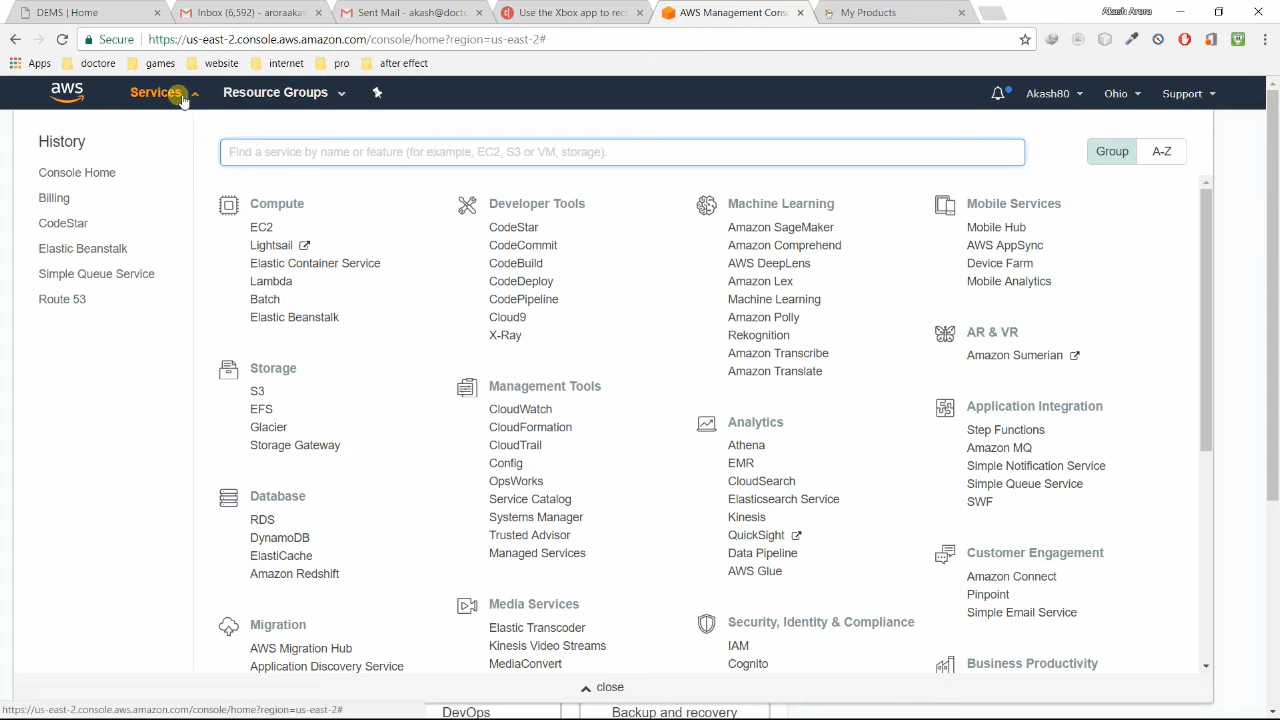 DEMS | Home
Inbox (6,592) - aroraakas
Sent Mail - akash@docto
Use the Xbox app to reco
AWS Management Conso
My Products
Akash Arora
Secure
https://us-east-2.console.aws.amazon.com/console/home?region=us-east-2#
Apps
doctore
games
website
internet
pro
after effect
aws
Services
Resource Groups
Akash80
Ohio
Support
History
Console Home
Billing
CodeStar
Elastic Beanstalk
Simple Queue Service
Route 53
Find a service by name or feature (for example, EC2, S3 or VM, storage).
Group
A-Z
Compute
EC2
Lightsail
Elastic Container Service
Lambda
Batch
Elastic Beanstalk
Storage
S3
EFS
Glacier
Storage Gateway
Database
RDS
DynamoDB
ElastiCache
Amazon Redshift
Migration
AWS Migration Hub
Application Discovery Service
Developer Tools
CodeStar
CodeCommit
CodeBuild
CodeDeploy
CodePipeline
Cloud9
X-Ray
Management Tools
CloudWatch
CloudFormation
CloudTrail
Config
OpsWorks
Service Catalog
Systems Manager
Trusted Advisor
Managed Services
Media Services
Elastic Transcoder
Kinesis Video Streams
MediaConvert
Machine Learning
Amazon SageMaker
Amazon Comprehend
AWS DeepLens
Amazon Lex
Machine Learning
Amazon Polly
Rekognition
Amazon Transcribe
Amazon Translate
Analytics
Athena
EMR
CloudSearch
Elasticsearch Service
Kinesis
QuickSight
Data Pipeline
AWS Glue
Security, Identity & Compliance
IAM
Cognito
Mobile Services
Mobile Hub
AWS AppSync
Device Farm
Mobile Analytics
AR & VR
Amazon Sumerian
Application Integration
Step Functions
Amazon MQ
Simple Notification Service
Simple Queue Service
SWF
Customer Engagement
Amazon Connect
Pinpoint
Simple Email Service
Business Productivity
close
https://us-east-2.console.aws.amazon.com/console/home?region=us-east-2#
DevOps
Backup and recovery